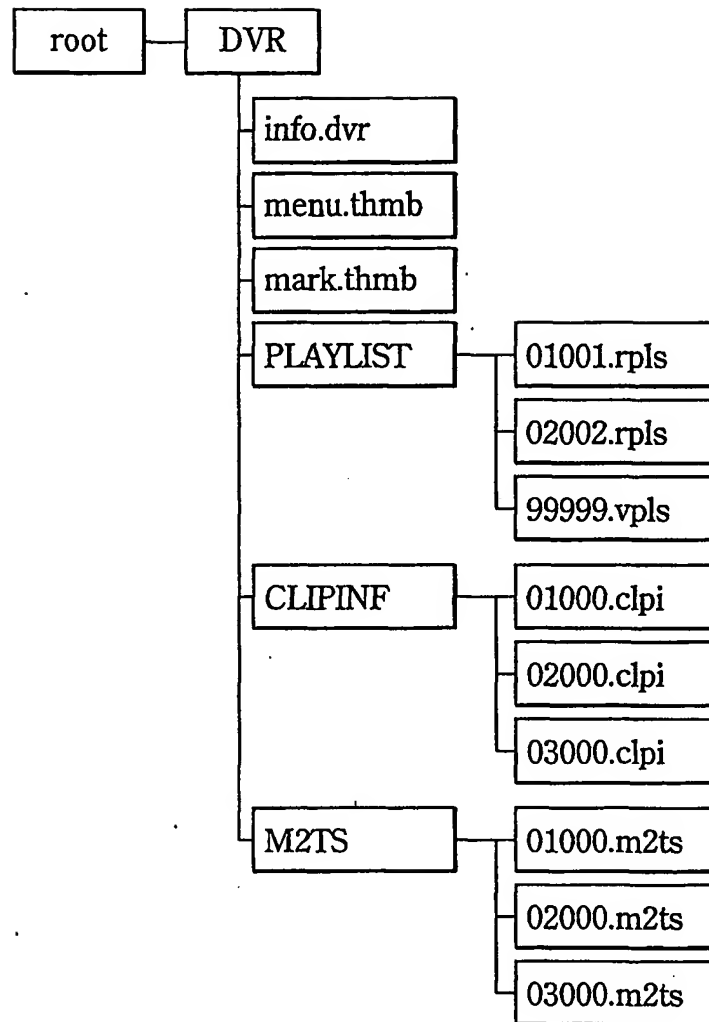 root
DVR
info.dvr
menu.thmb
mark.thmb
PLAYLIST
01001.rpls
02002.rpls
99999.vpls
CLIPINF
01000.clpi
02000.clpi
03000.clpi
M2TS
01000.m2ts
02000.m2ts
03000.m2ts